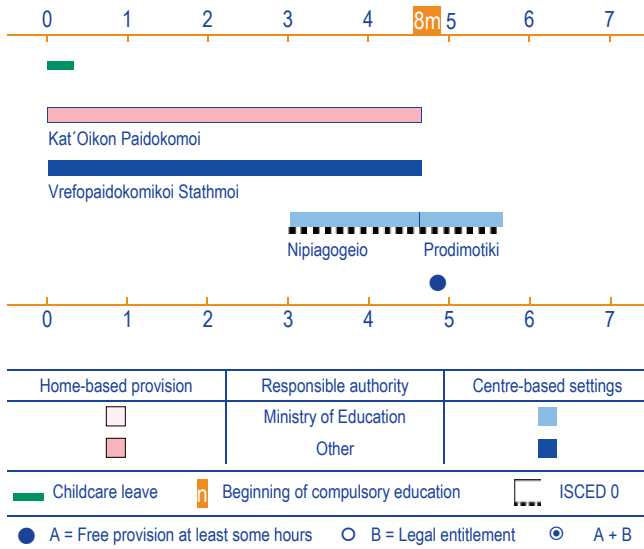 0 1 2 3 4 8m 5 6 7
Kat´Oikon Paidokomoi
Vrefopaidokomikoi Stathmoi
Nipiagogeio Prodimotiki
0 1 2 3 4 5 6 7
Home-based provision Responsible authority Centre-based settings
Ministry of Education
Other
Childcare leave n Beginning of compulsory education ISCED 0
A = Free provision at least some hours B = Legal entitlement A + B